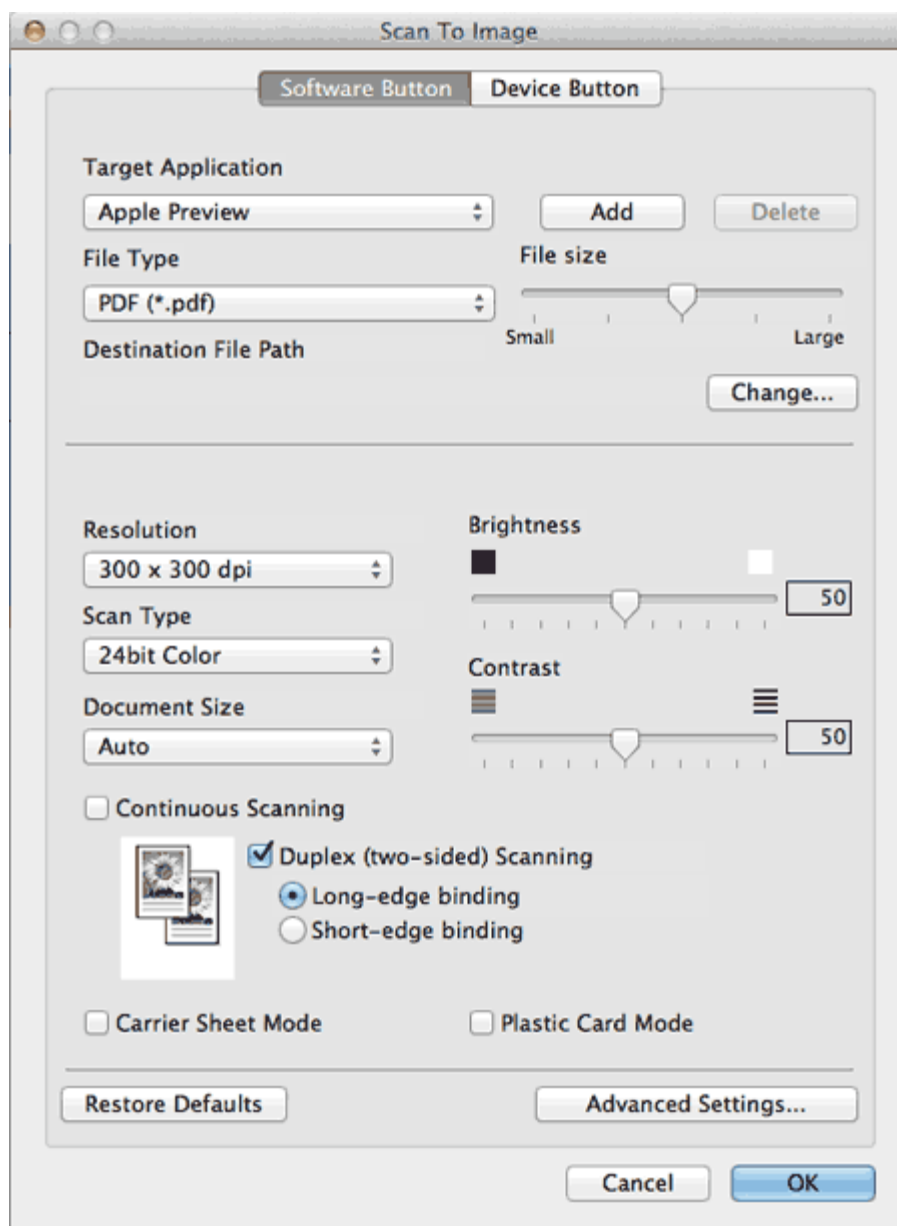 Scan To Image
Software Button Device Button
Target Application
Apple Preview Add Delete
File Type File size
PDF (*.pdf)
Small Large
Destination File Path
Change...
Resolution Brightness
300 x 300 dpi
50
Scan Type
24bit Color
Contrast
Document Size
Auto 50
Continuous Scanning
Duplex (two-sided) Scanning
Long-edge binding
Short-edge binding
Carrier Sheet Mode Plastic Card Mode
Restore Defaults Advanced Settings...
Cancel OK